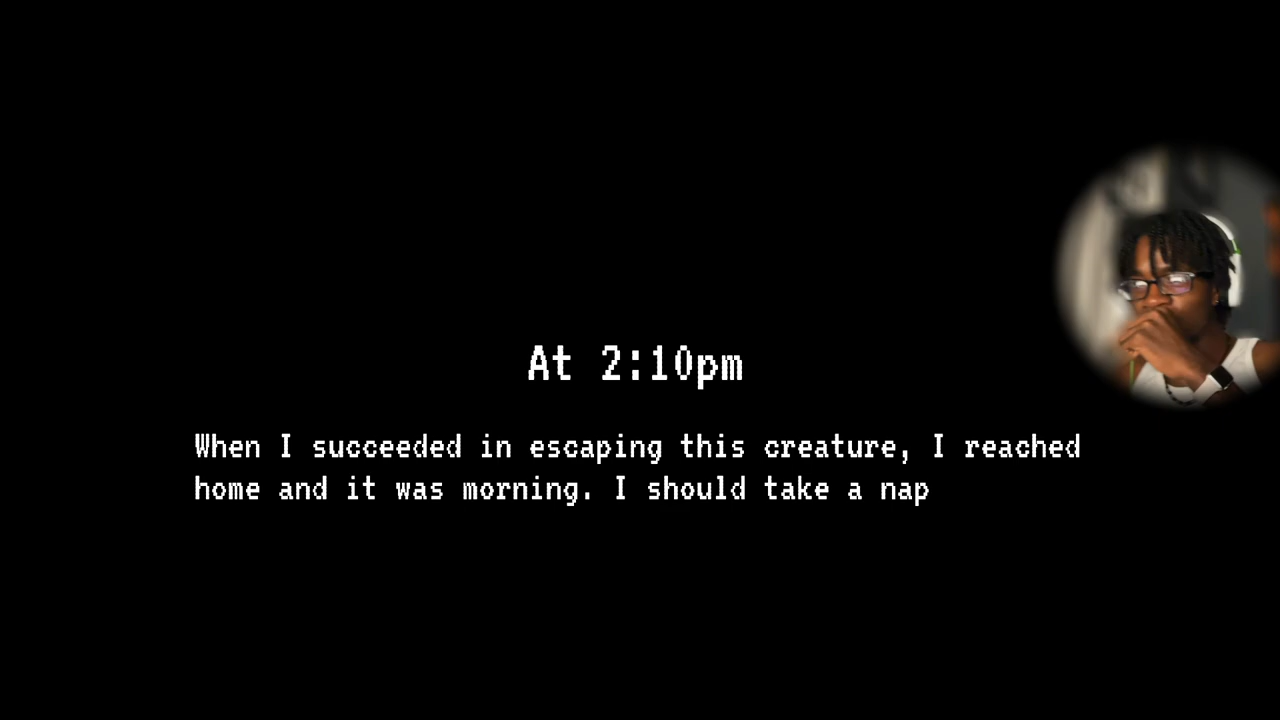 At 2:10pm
When I succeeded in escaping this creature, I reached
home and it was morning. I should take a nap